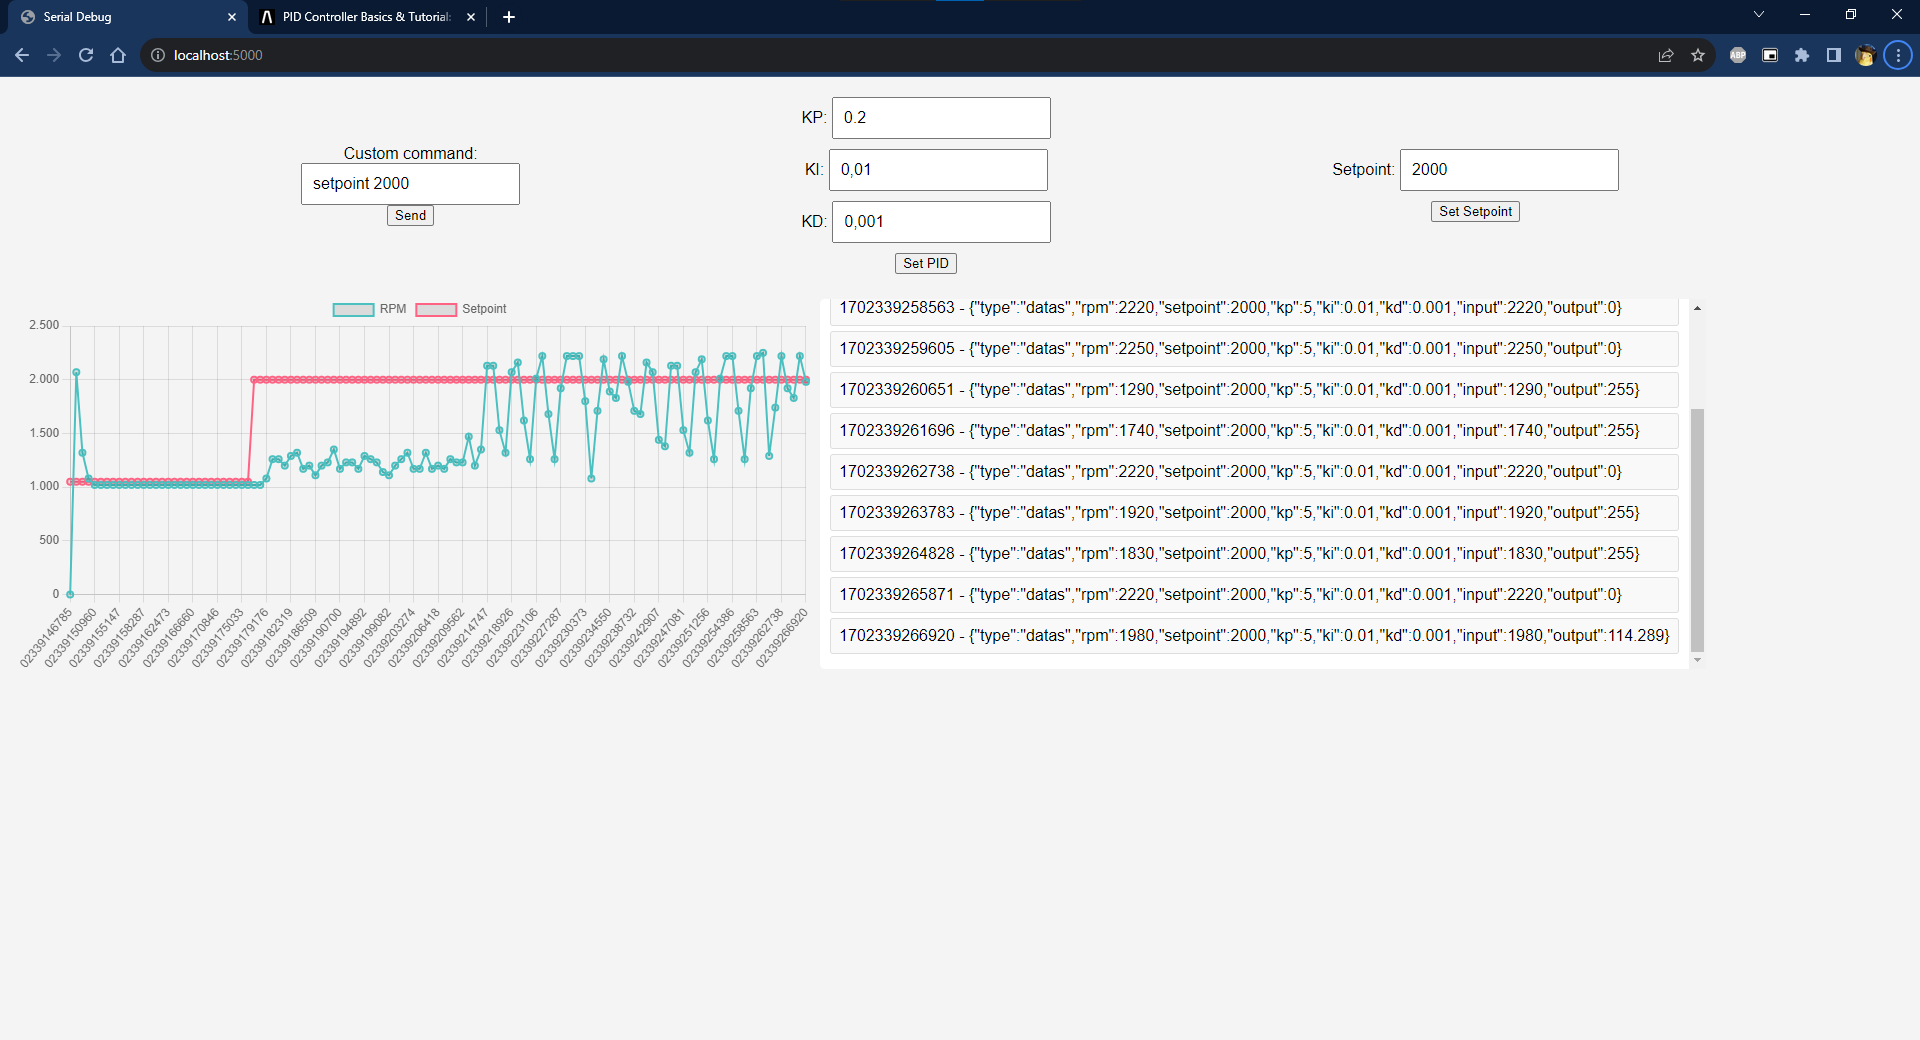 Serial Debug
PID Controller Basics & Tutorial:
localhost:5000
ABP
KP: 0.2
Custom command:
setpoint 2000
Send
KI: 0,01
KD: 0,001
Set PID
Setpoint: 2000
Set Setpoint
RPM Setpoint
2.500
2.000
1.500
1.000
500
0
02339146785
02339150960
02339155147
02339158287
02339162473
02339166660
02339170846
02339175033
02339179176
02339182319
02339186509
02339190700
02339194892
02339199082
02339203274
02339206418
02339209562
02339214747
02339218926
02339223106
02339227287
02339230373
02339234550
02339238732
02339242907
02339247081
02339251256
02339254386
02339258563
02339262738
02339266920
1702339258563 - {"type":"datas","rpm":2220,"setpoint":2000,"kp":5,"ki":0.01,"kd":0.001,"input":2220,"output":0}
1702339259605 - {"type":"datas","rpm":2250,"setpoint":2000,"kp":5,"ki":0.01,"kd":0.001,"input":2250,"output":0}
1702339260651 - {"type":"datas","rpm":1290,"setpoint":2000,"kp":5,"ki":0.01,"kd":0.001,"input":1290,"output":255}
1702339261696 - {"type":"datas","rpm":1740,"setpoint":2000,"kp":5,"ki":0.01,"kd":0.001,"input":1740,"output":255}
1702339262738 - {"type":"datas","rpm":2220,"setpoint":2000,"kp":5,"ki":0.01,"kd":0.001,"input":2220,"output":0}
1702339263783 - {"type":"datas","rpm":1920,"setpoint":2000,"kp":5,"ki":0.01,"kd":0.001,"input":1920,"output":255}
1702339264828 - {"type":"datas","rpm":1830,"setpoint":2000,"kp":5,"ki":0.01,"kd":0.001,"input":1830,"output":255}
1702339265871 - {"type":"datas","rpm":2220,"setpoint":2000,"kp":5,"ki":0.01,"kd":0.001,"input":2220,"output":0}
1702339266920 - {"type":"datas","rpm":1980,"setpoint":2000,"kp":5,"ki":0.01,"kd":0.001,"input":1980,"output":114.289}